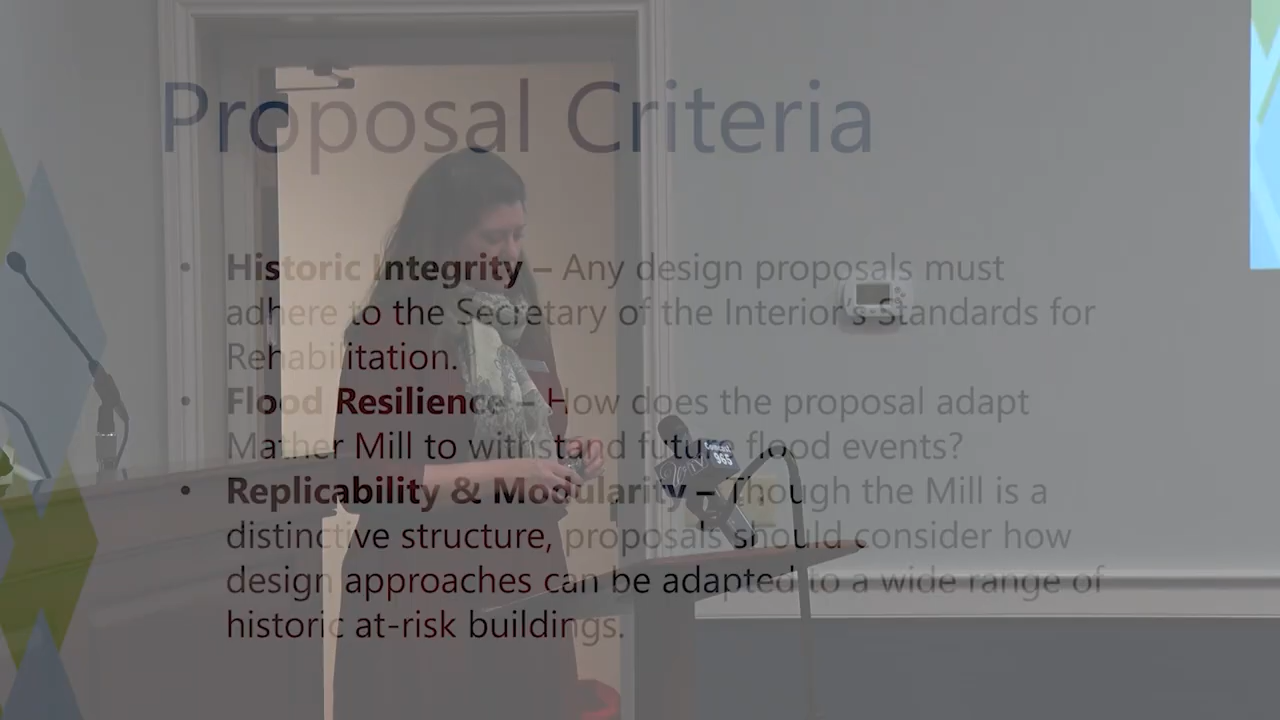 Proposal Criteria
• Historic Integrity – Any design proposals must
adhere to the Secretary of the Interior's Standards for
Rehabilitation.
• Flood Resilience – How does the proposal adapt
Mather Mill to withstand future flood events?
• Replicability & Modularity – Though the Mill is a
distinctive structure, proposals should consider how
design approaches can be adapted to a wide range of
historic at-risk buildings.
965